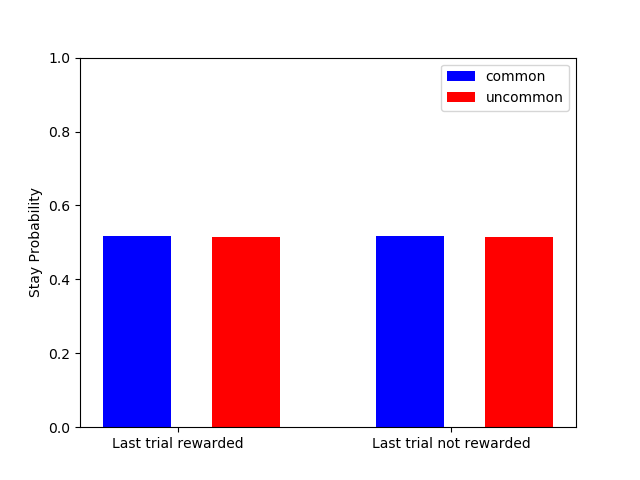 1.0
0.8
0.6
0.4
0.2
0.0
Stay Probability
common
uncommon
Last trial rewarded
Last trial not rewarded